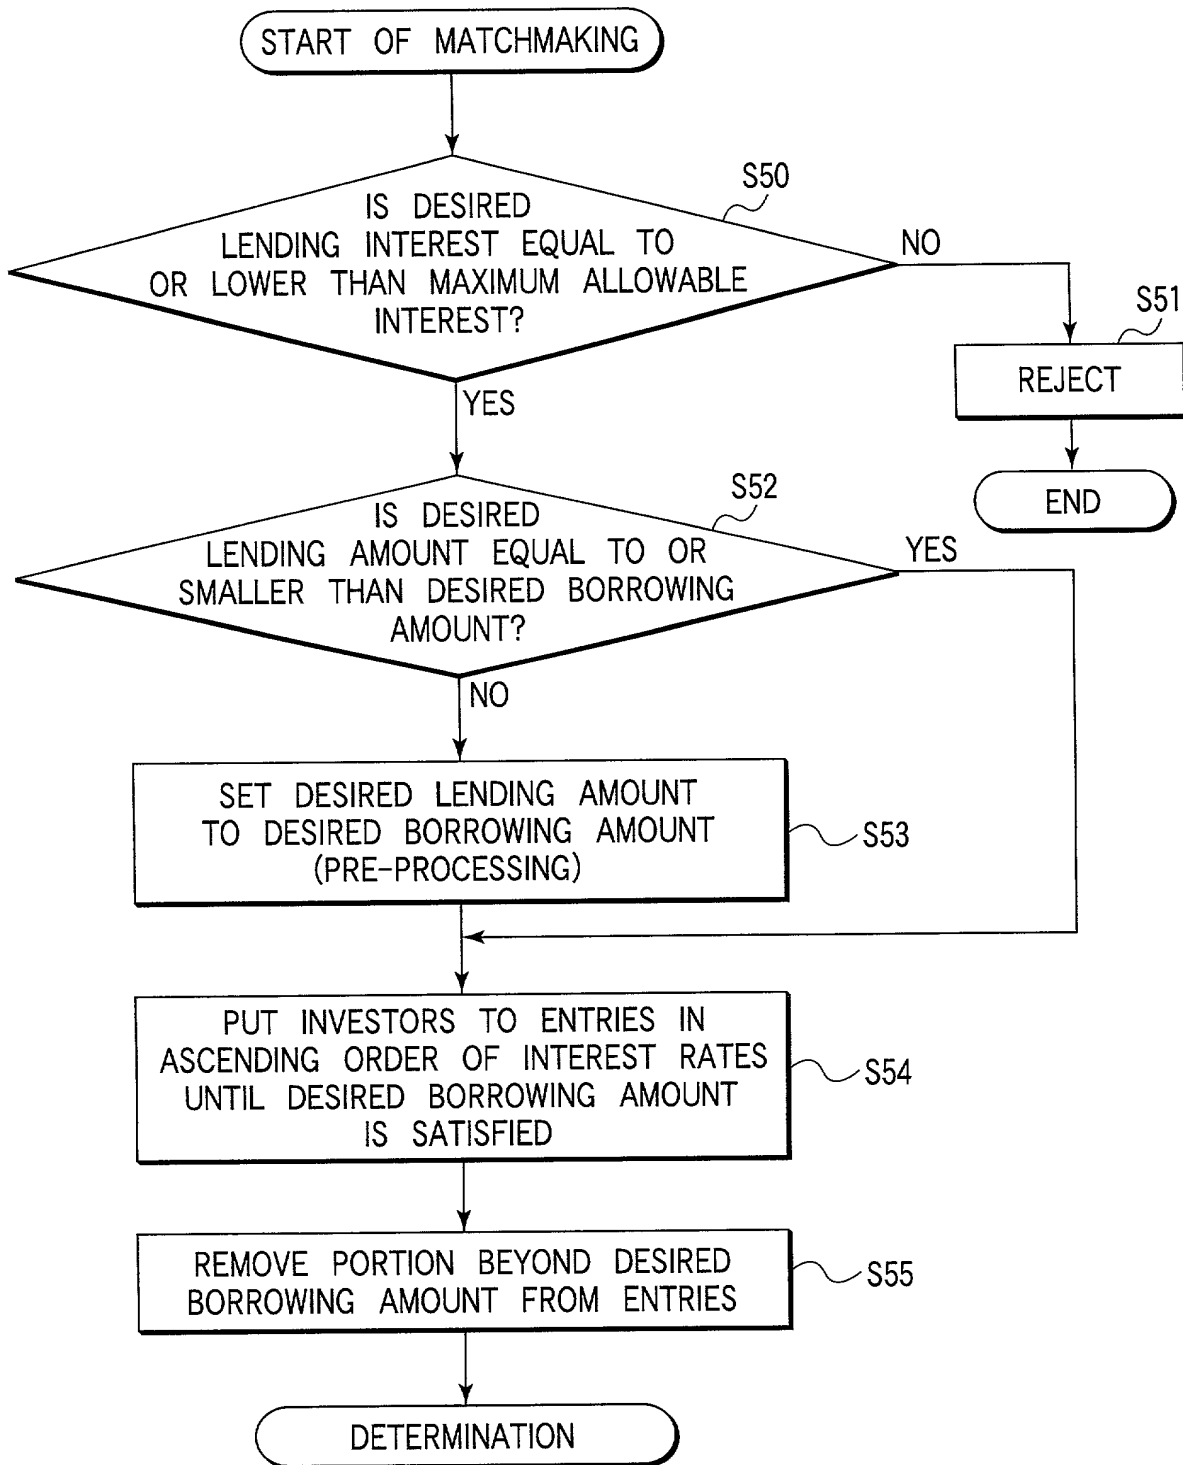 START OF MATCHMAKING
S50
IS DESIRED
LENDING INTEREST EQUAL TO
OR LOWER THAN MAXIMUM ALLOWABLE
INTEREST?
NO
S51
REJECT
END
YES
S52
IS DESIRED
LENDING AMOUNT EQUAL TO OR
SMALLER THAN DESIRED BORROWING
AMOUNT?
YES
NO
SET DESIRED LENDING AMOUNT
TO DESIRED BORROWING AMOUNT
(PRE-PROCESSING)
S53
PUT INVESTORS TO ENTRIES IN
ASCENDING ORDER OF INTEREST RATES
UNTIL DESIRED BORROWING AMOUNT
IS SATISFIED
S54
REMOVE PORTION BEYOND DESIRED
BORROWING AMOUNT FROM ENTRIES
S55
DETERMINATION